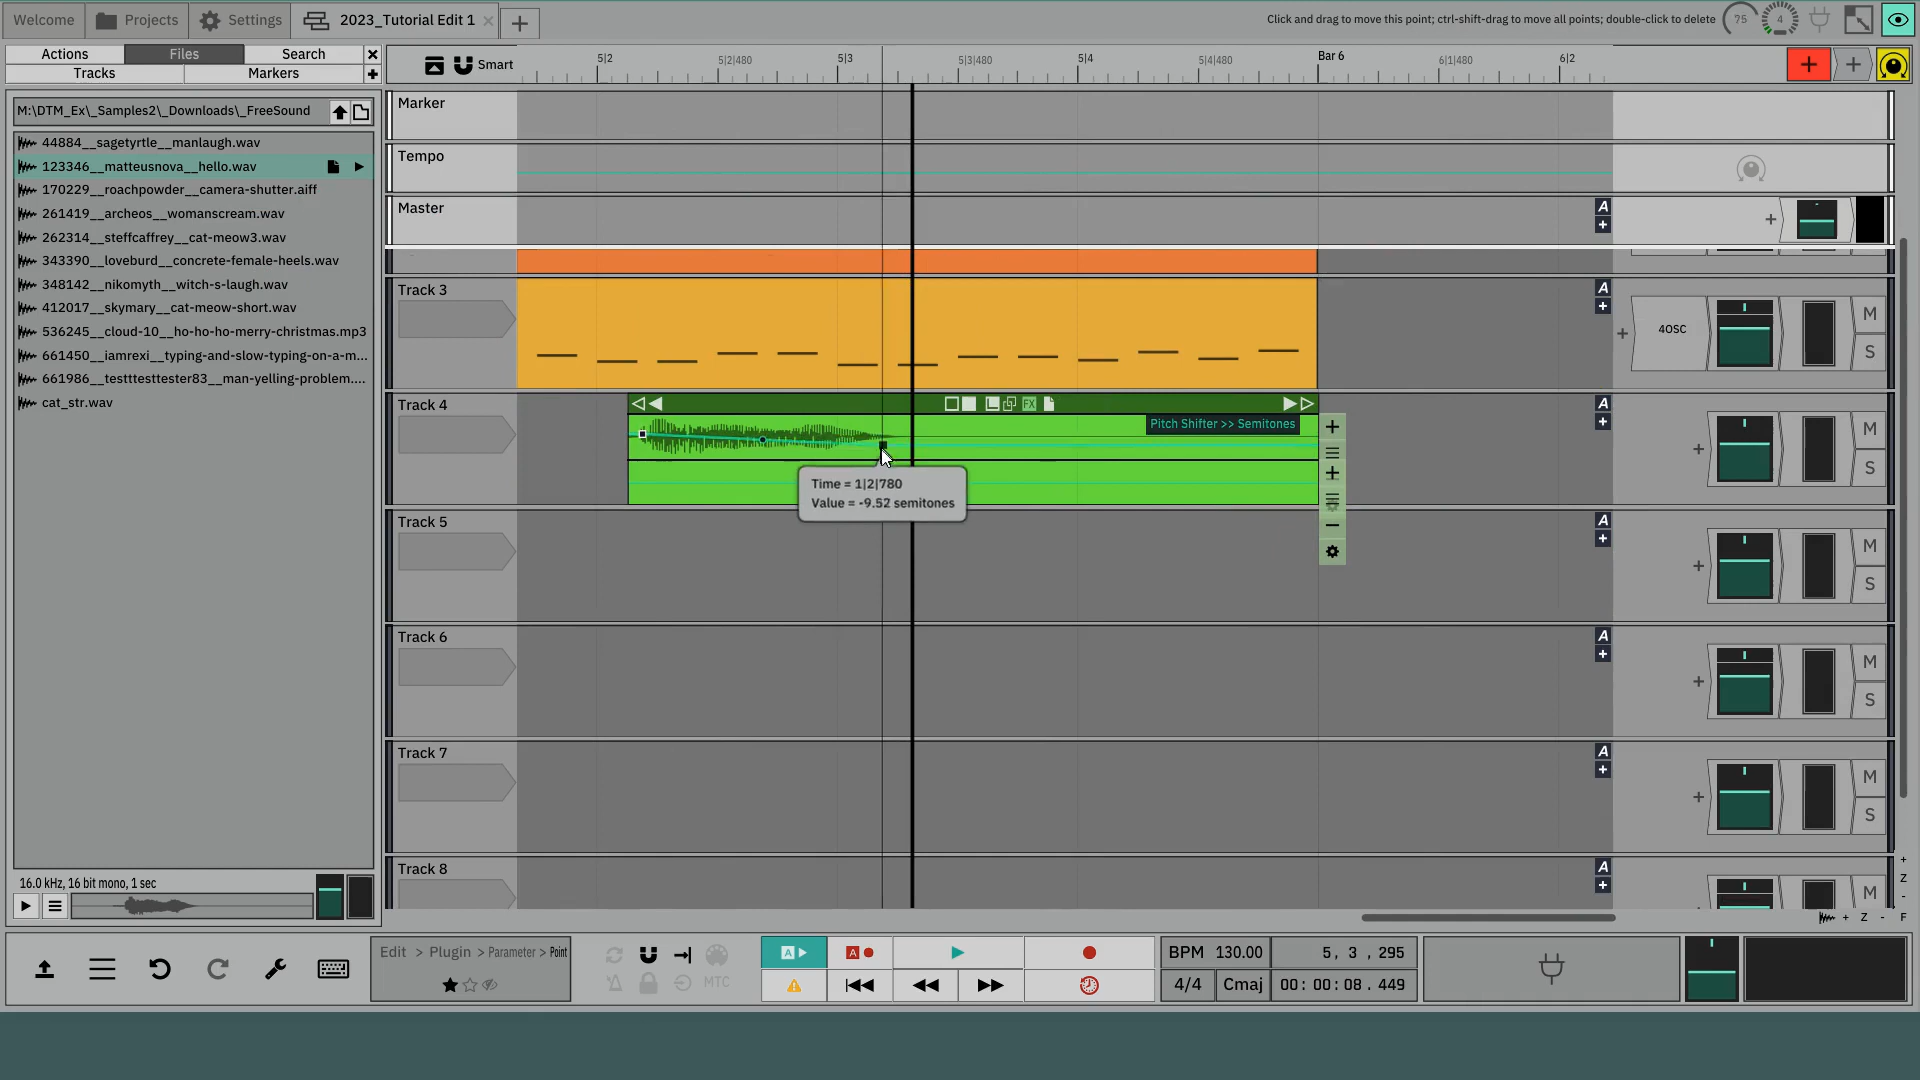 Welcome
Projects
Settings
2023_Tutorial Edit 1
Click and drag to move this point; ctrl-shift-drag to move all points; double-click to delete
75
4
Actions
Files
Search
Tracks
Markers
M:\DTM_Ex\_Samples2\_Downloads\_FreeSound
44884__sagetyrtle__manlaugh.wav
123346__matteusnova__hello.wav
170229__roachpowder__camera-shutter.aiff
261419__archeos__womanscream.wav
262314__steffcaffrey__cat-meow3.wav
343390__loveburd__concrete-female-heels.wav
348142__nikomyth__witch-s-laugh.wav
412017__skymary__cat-meow-short.wav
536245__cloud-10__ho-ho-ho-merry-christmas.mp3
661450__iamrexi__typing-and-slow-typing-on-a-m...
661986__testttesttester83__man-yelling-problem....
cat_str.wav
16.0 kHz, 16 bit mono, 1 sec
Smart
5|2
5|2|480
5|3
5|3|480
5|4
5|4|480
Bar 6
6|1|480
6|2
Marker
Tempo
Master
A
Track 3
A
4OSC
M
S
Track 4
FX
Pitch Shifter >> Semitones
A
M
S
Time = 1|2|780
Value = -9.52 semitones
Track 5
A
M
S
Track 6
A
M
S
Track 7
A
M
S
Track 8
A
M
+
Z
-
+ Z - F
Edit > Plugin > Parameter > Point
MTC
A
A
BPM 130.00
5, 3 , 295
4/4
Cmaj
00: 00: 08 . 449